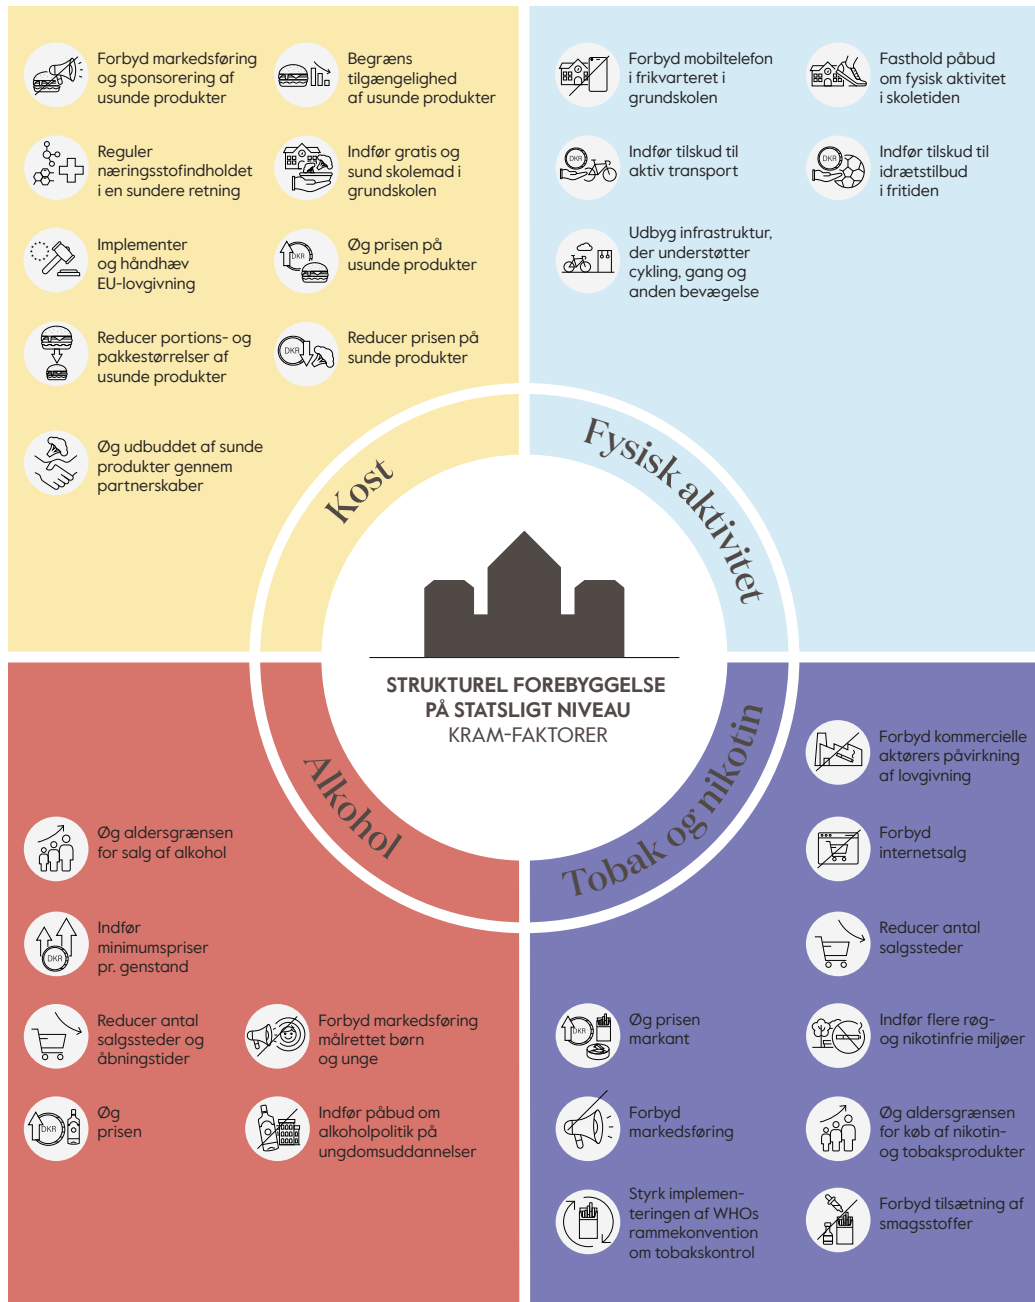 Forbyd markedsføring
og sponsorering af
usunde produkter
Begræns
tilgængelighed
af usunde produkter
Reguler
næringsstofindholdet
i en sundere retning
Indfør gratis og
sund skolemad i
grundskolen
Implementer
og håndhæv
EU-lovgivning
DKR
Øg prisen på
usunde produkter
Reducer portions- og
pakkestørrelser af
usunde produkter
DKR
Reducer prisen på
sunde produkter
Øg udbuddet af sunde
produkter gennem
partnerskaber
Kost
Forbyd mobiltelefon
i frikvarteret i
grundskolen
Fasthold påbud
om fysisk aktivitet
i skoletiden
DKR
Indfør tilskud til
aktiv transport
DKR
Indfør tilskud til
idrætstilbud
i fritiden
Udbyg infrastruktur,
der understøtter
cykling, gang og
anden bevægelse
Fysisk aktivitet
STRUKTUREL FOREBYGGELSE
PÅ STATSLIGT NIVEAU
KRAM-FAKTORER
Alkohol
Øg aldersgrænsen
for salg af alkohol
DKR
Indfør
minimumspriser
pr. genstand
Reducer antal
salgssteder og
åbningstider
Forbyd markedsføring
målrettet børn
og unge
DKR
Øg
prisen
Indfør påbud om
alkoholpolitik på
ungdomsuddannelser
Tobak og nikotin
Forbyd kommercielle
aktørers påvirkning
af lovgivning
Forbyd
internetsalg
Reducer antal
salgssteder
DKR
Øg prisen
markant
Indfør flere røg-
og nikotinfrie miljøer
Forbyd
markedsføring
Øg aldersgrænsen
for køb af nikotin-
og tobaksprodukter
Styrk implemen-
teringen af WHOs
rammekonvention
om tobakskontrol
Forbyd tilsætning af
smagsstoffer